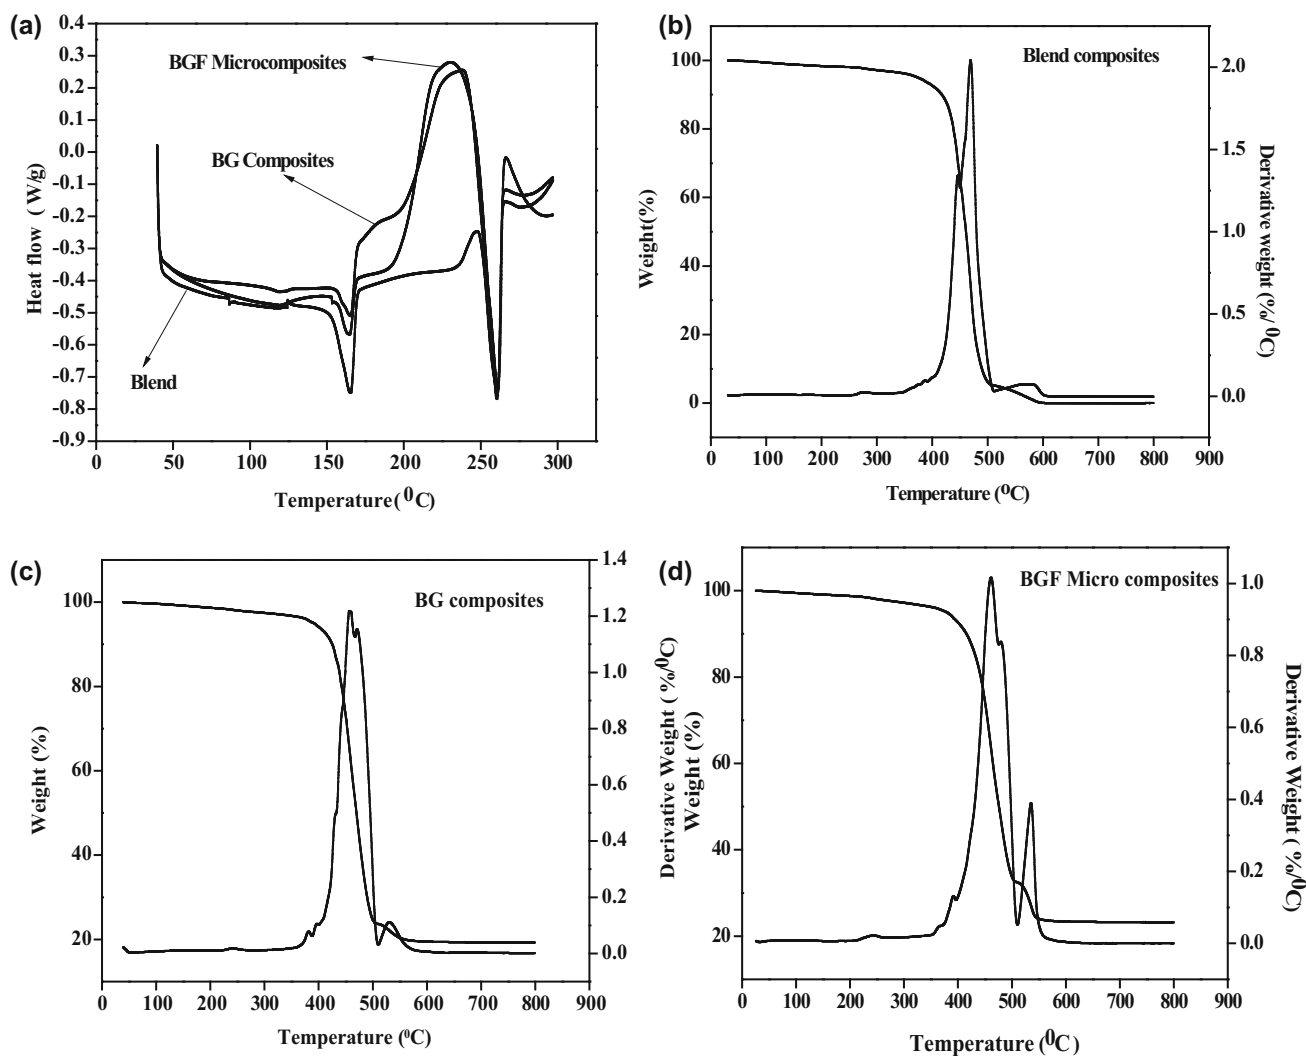 (a)
0.4
0.3
0.2
0.1
0.0
-0.1
-0.2
-0.3
-0.4
-0.5
-0.6
-0.7
-0.8
-0.9
Heat flow ( W/g)
BGF Microcomposites
BG Composites
Blend
0 50 100 150 200 250 300
Temperature ( 0C)
(b)
Blend composites
100
80
60
40
20
0
Weight(%)
2.0
1.5
1.0
0.5
0.0
Derivative weight (%/ 0C)
0 100 200 300 400 500 600 700 800 900
Temperature (oC)
(c)
BG composites
100
80
60
40
20
Weight (%)
1.4
1.2
1.0
0.8
0.6
0.4
0.2
0.0
Derivative Weight ( %/0C)
0 100 200 300 400 500 600 700 800 900
Temperature (0C)
(d)
BGF Micro composites
100
80
60
40
20
Weight (%)
1.0
0.8
0.6
0.4
0.2
0.0
Derivative Weight ( %/0C)
0 100 200 300 400 500 600 700 800 900
Temperature (0C)